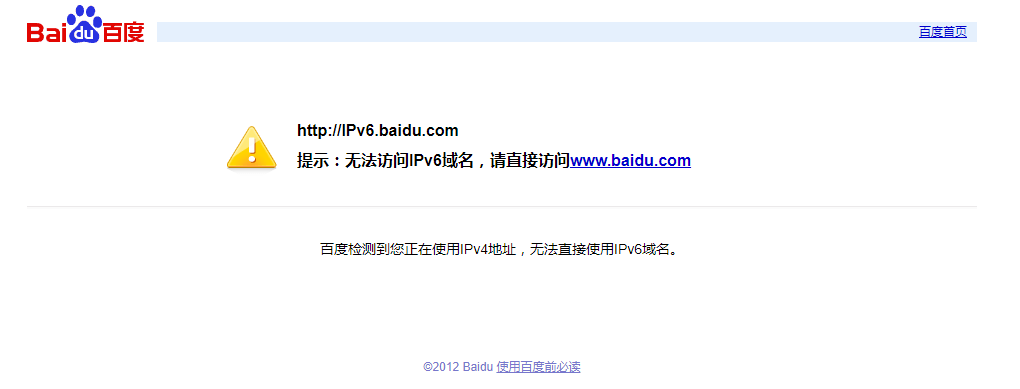 Baidu百度
百度首页
http://IPv6.baidu.com
提示：无法访问IPv6域名，请直接访问www.baidu.com
百度检测到您正在使用IPv4地址，无法直接使用IPv6域名。
©2012 Baidu 使用百度前必读